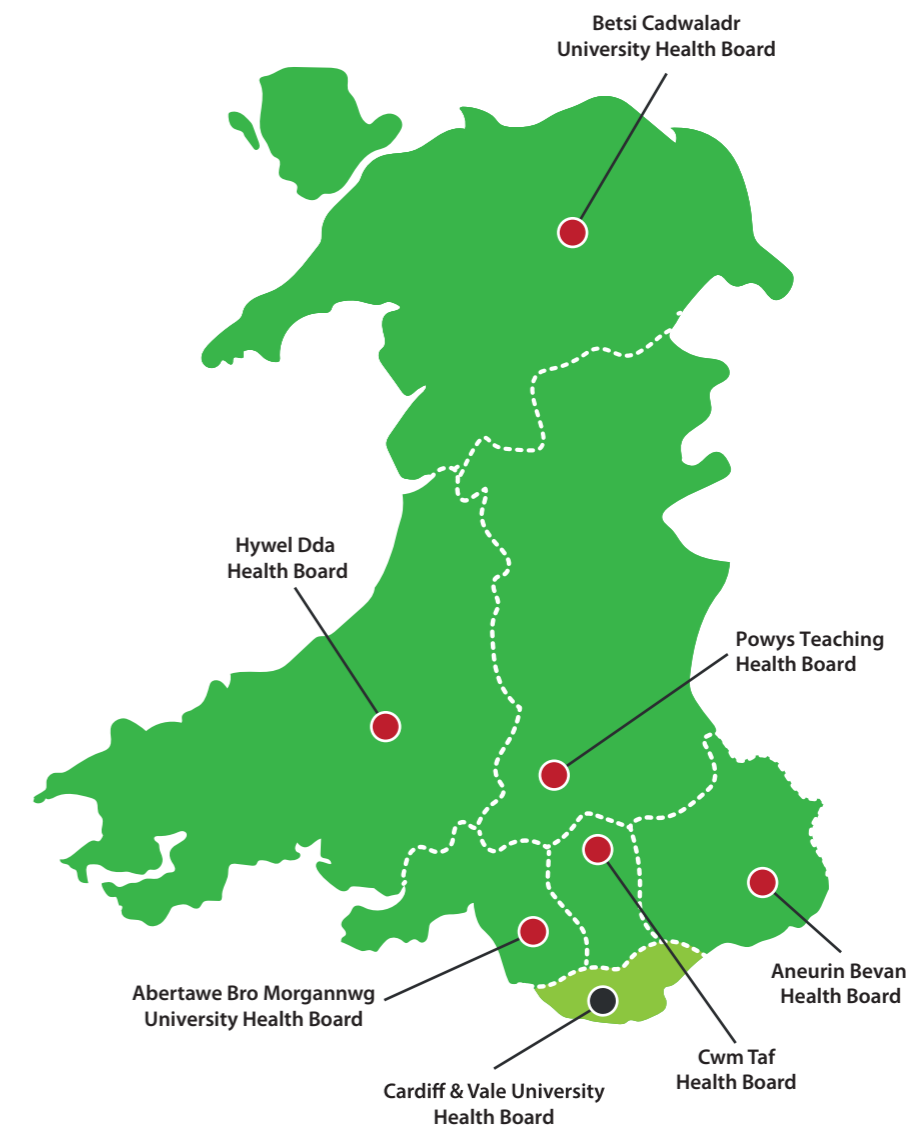 Betsi Cadwaladr
University Health Board
Hywel Dda
Health Board
Powys Teaching
Health Board
Abertawe Bro Morgannwg
University Health Board
Aneurin Bevan
Health Board
Cwm Taf
Health Board
Cardiff & Vale University
Health Board